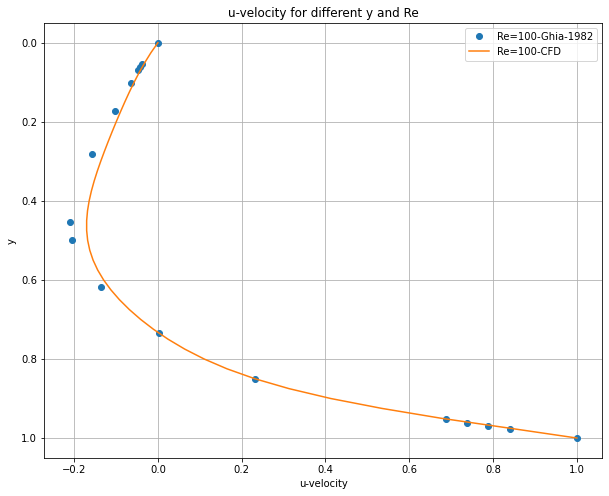 u-velocity for different y and Re
Re=100-Ghia-1982
Re=100-CFD
0.0
0.2
0.4
0.6
0.8
1.0
y
−0.2
0.0
0.2
0.4
0.6
0.8
1.0
u-velocity